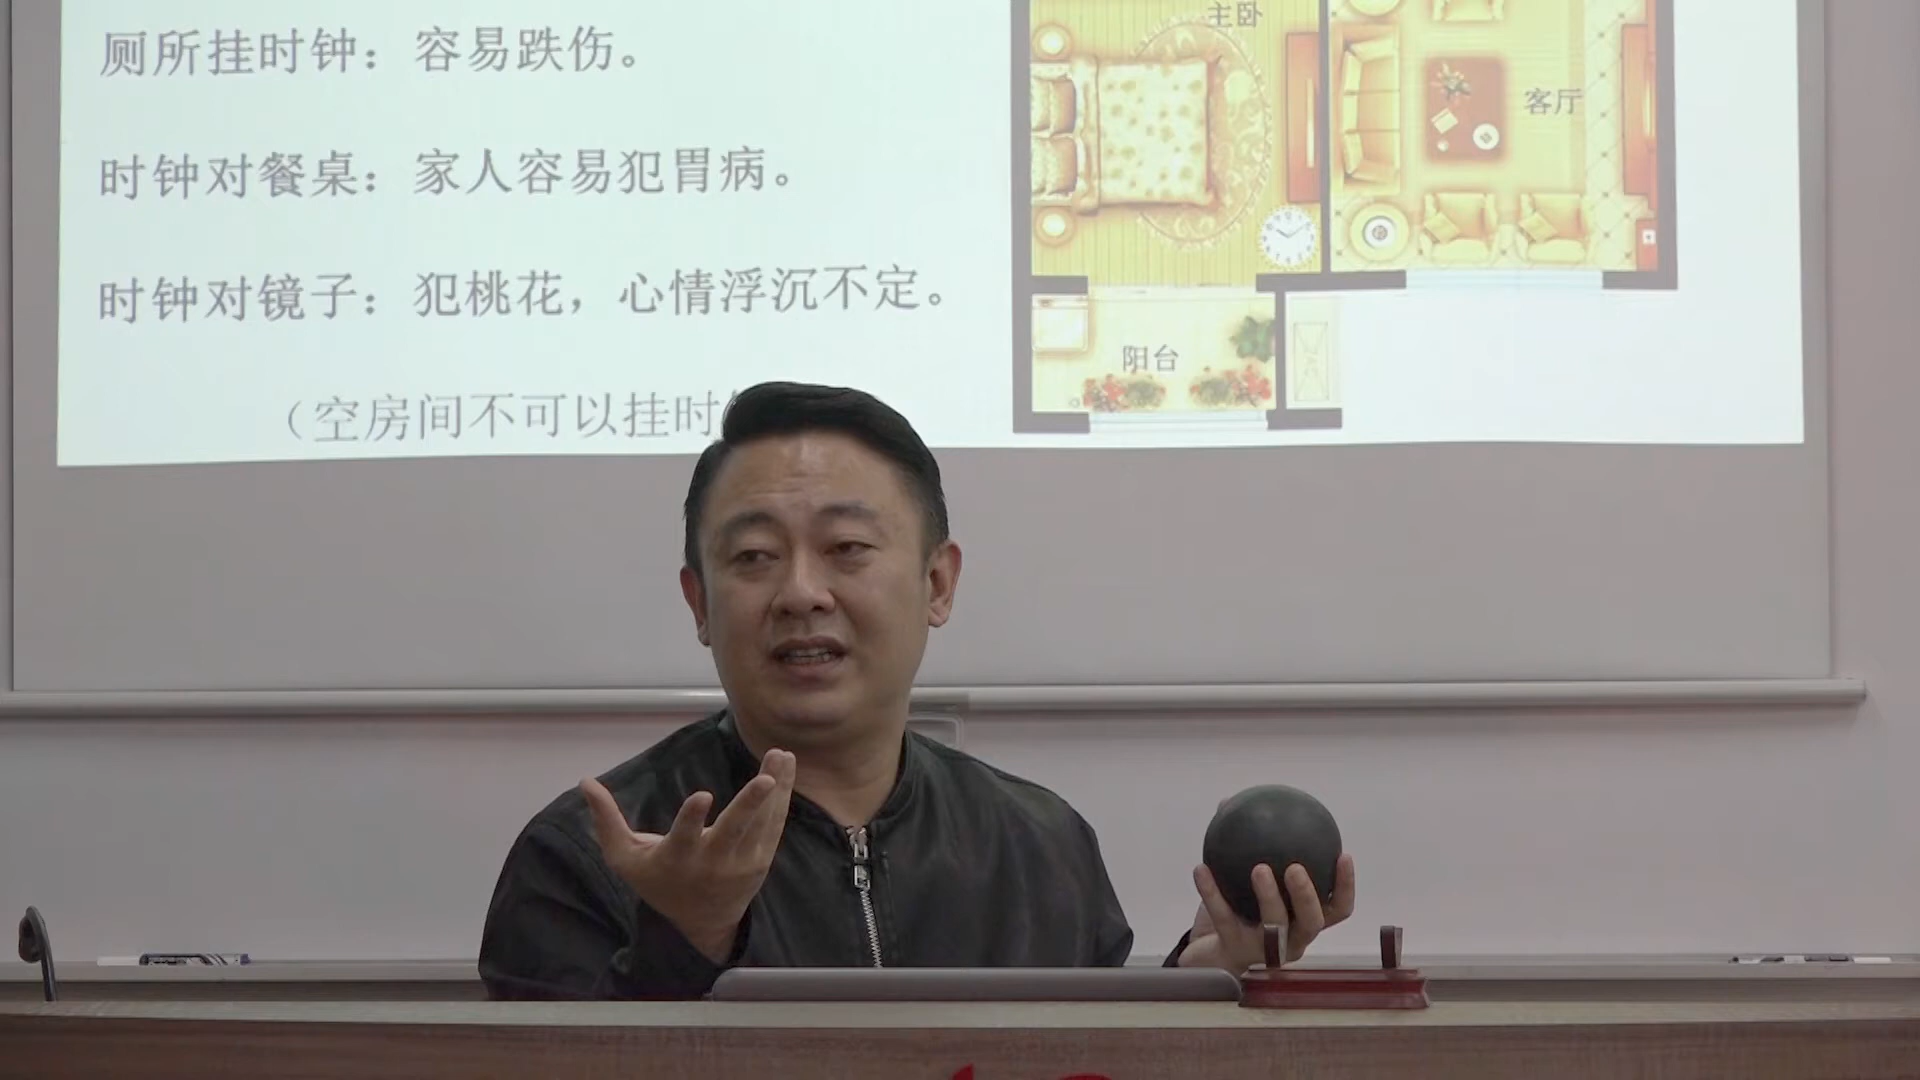 厕所挂时钟：容易跌伤。
时钟对餐桌：家人容易犯胃病。
时钟对镜子：犯桃花，心情浮沉不定。
（空房间不可以挂时
主卧
客厅
阳台